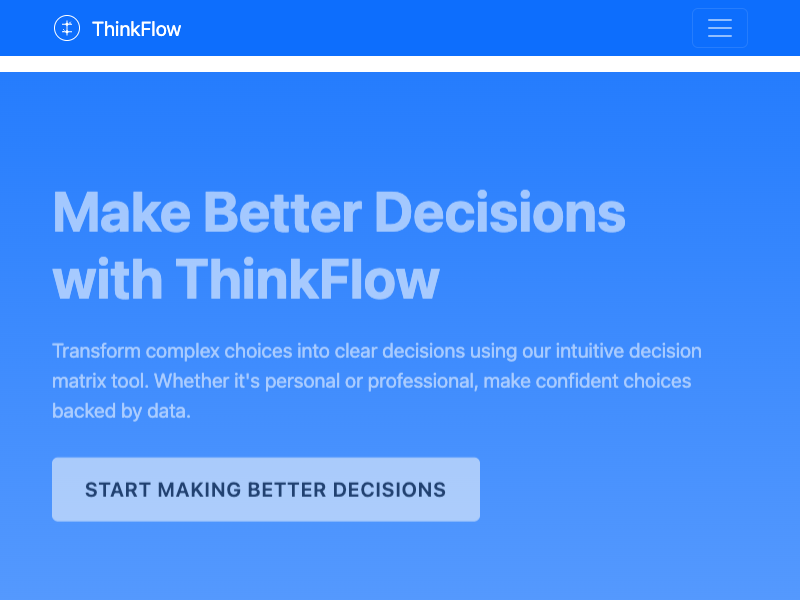 ThinkFlow
Make Better Decisions
with ThinkFlow
Transform complex choices into clear decisions using our intuitive decision
matrix tool. Whether it's personal or professional, make confident choices
backed by data.
START MAKING BETTER DECISIONS